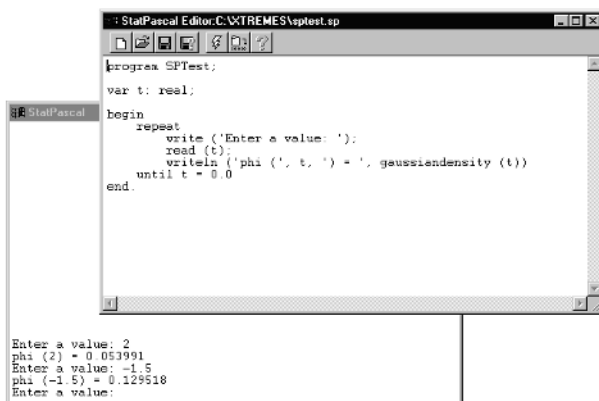 StatPascal Editor:C:\XTREMES\sptest.sp
program SPTest;
var t: real;
begin
repeat
write ('Enter a value: ');
read (t);
writeln ('phi (', t, ') = ', gaussiandensity (t))
until t = 0.0
end.
StatPascal
Enter a value: 2
phi (2) = 0.053991
Enter a value: -1.5
phi (-1.5) = 0.129518
Enter a value: